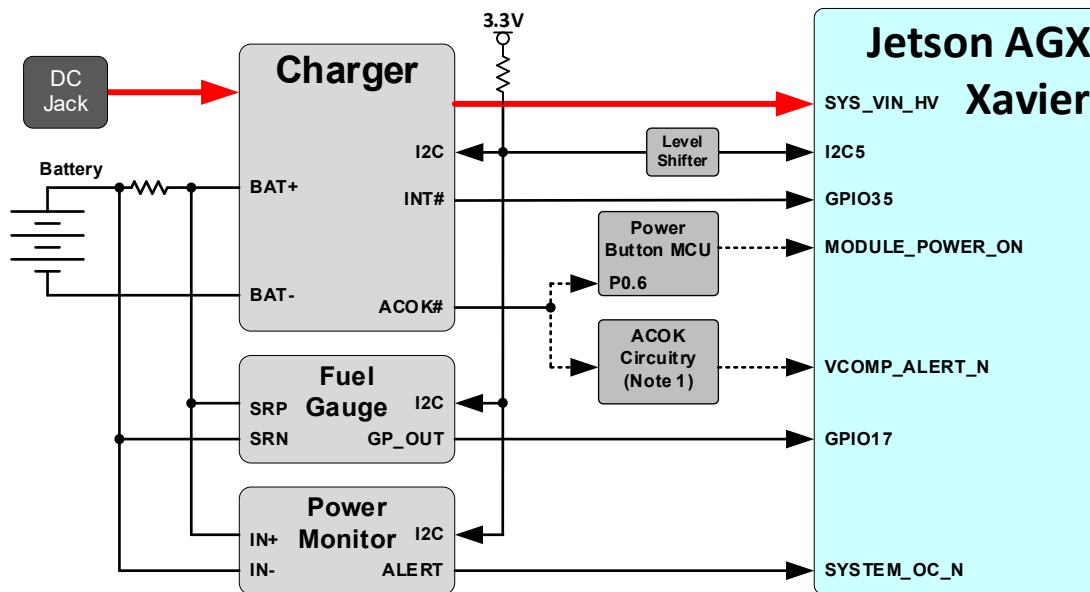 3.3V
Jetson AGX
Xavier
DC
Jack
Charger
SYS_VIN_HV
I2C
Level
Shifter
I2C5
Battery
BAT+
INT#
GPIO35
Power
Button MCU
P0.6
MODULE_POWER_ON
BAT-
ACOK#
ACOK
Circuitry
(Note 1)
VCOMP_ALERT_N
Fuel
Gauge
SRP
I2C
SRN
GP_OUT
GPIO17
Power
Monitor
IN+
I2C
IN-
ALERT
SYSTEM_OC_N